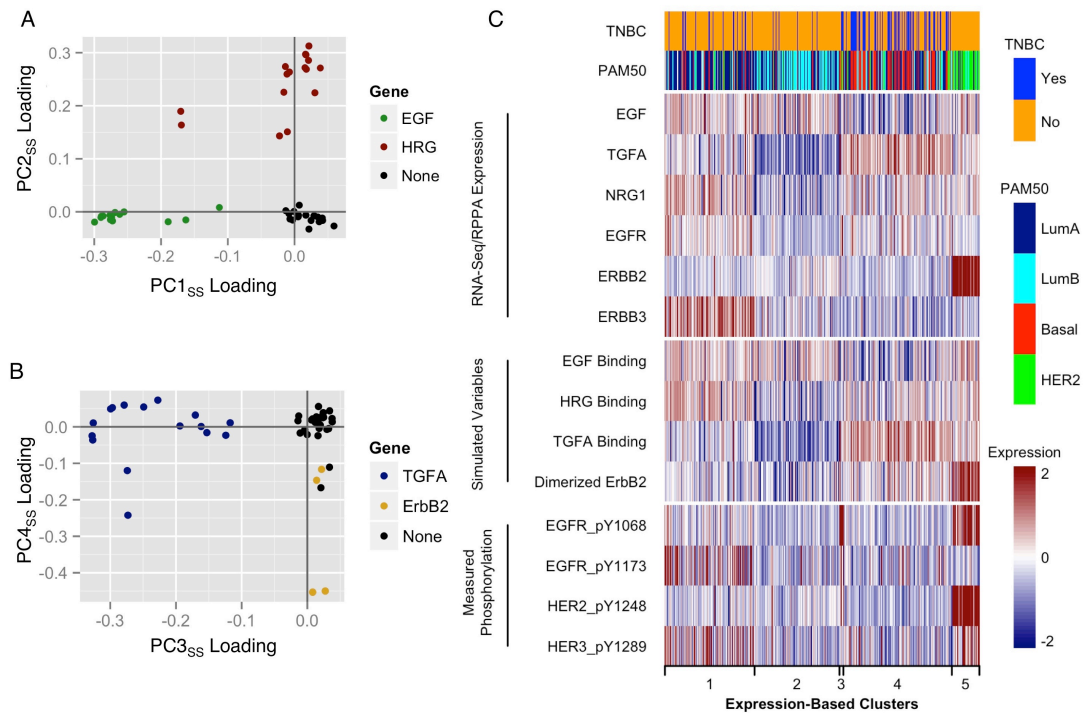 A
PC2SS Loading
0.3
0.2
0.1
0.0
-0.3
-0.2
-0.1
0.0
PC1SS Loading
Gene
EGF
HRG
None
B
PC4SS Loading
0.0
-0.1
-0.2
-0.3
-0.4
-0.3
-0.2
-0.1
0.0
PC3SS Loading
Gene
TGFA
ErbB2
None
C
TNBC
PAM50
RNA-Seq/RPPA Expression
EGF
TGFA
NRG1
EGFR
ERBB2
ERBB3
Simulated Variables
EGF Binding
HRG Binding
TGFA Binding
Dimerized ErbB2
Measured
Phosphorylation
EGFR_pY1068
EGFR_pY1173
HER2_pY1248
HER3_pY1289
1
2
3
4
5
Expression-Based Clusters
TNBC
Yes
No
PAM50
LumA
LumB
Basal
HER2
Expression
2
0
-2